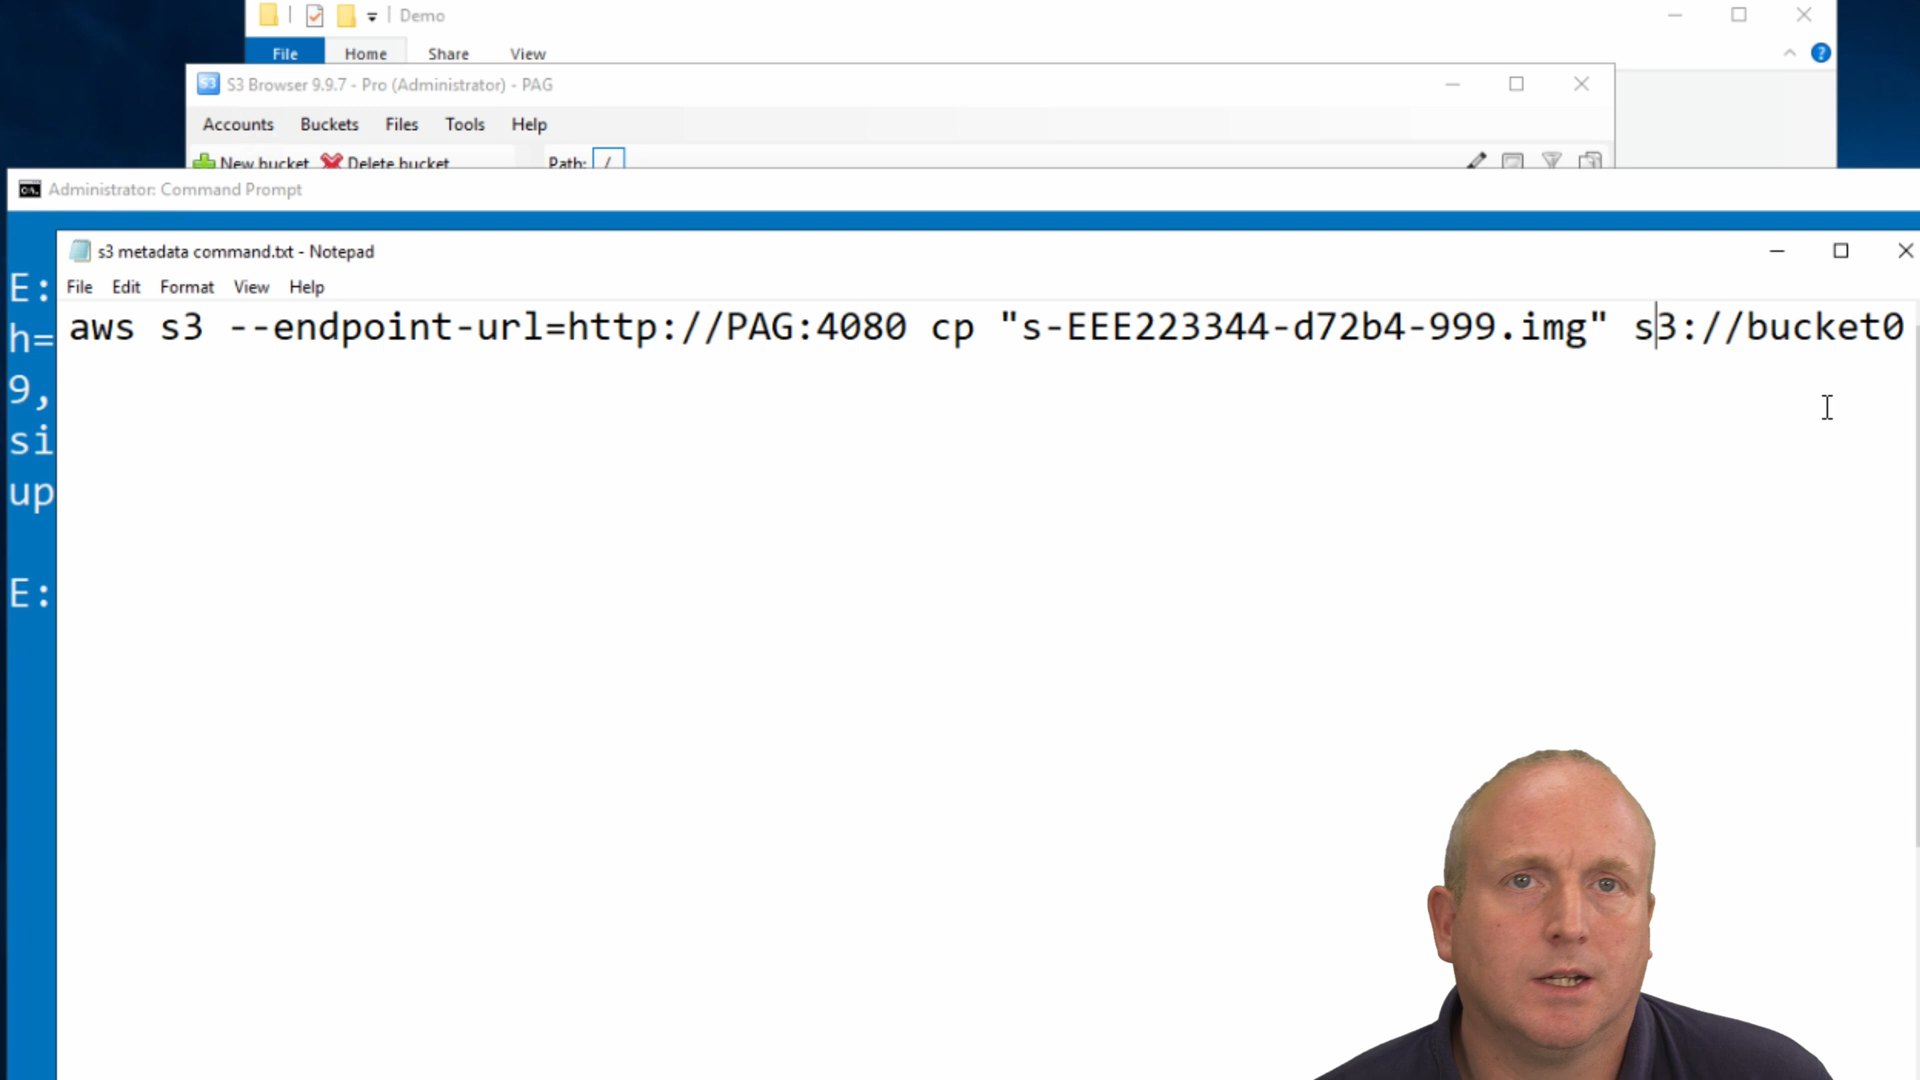 Demo
File Home Share View
S3 Browser 9.9.7 - Pro (Administrator) - PAG
Accounts Buckets Files Tools Help
New bucket Delete bucket Path: /
Administrator: Command Prompt
s3 metadata command.txt - Notepad
File Edit Format View Help
E:
aws s3 --endpoint-url=http://PAG:4080 cp "s-EEE223344-d72b4-999.img" s3://bucket0
h=
9,
si
up
E: